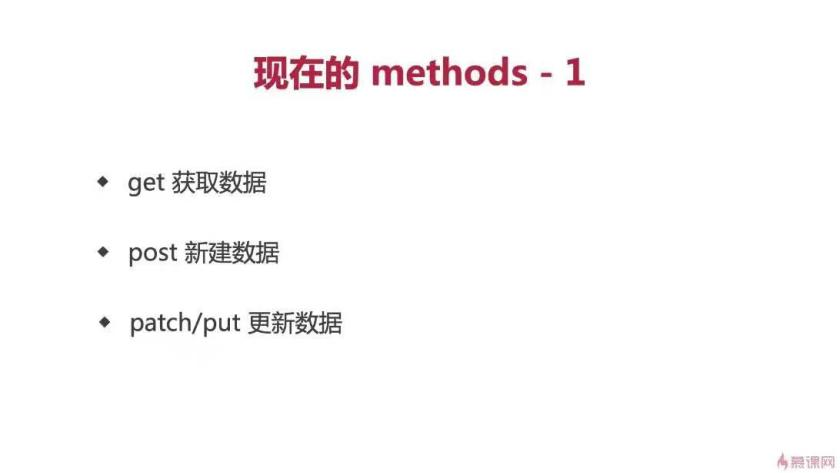 现在的 methods - 1
get 获取数据
post 新建数据
patch/put 更新数据
慕课网